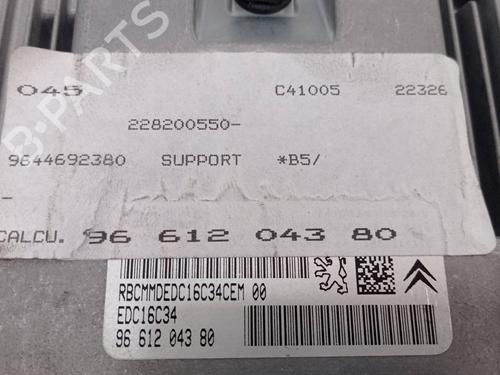 045 C41005 22326
228200550-
9644692380 SUPPORT *B5/
-
CALCU. 96 612 043 80
RBCMMDEDC16C34CEM 00
EDC16C34
96 612 043 80
B-PARTS